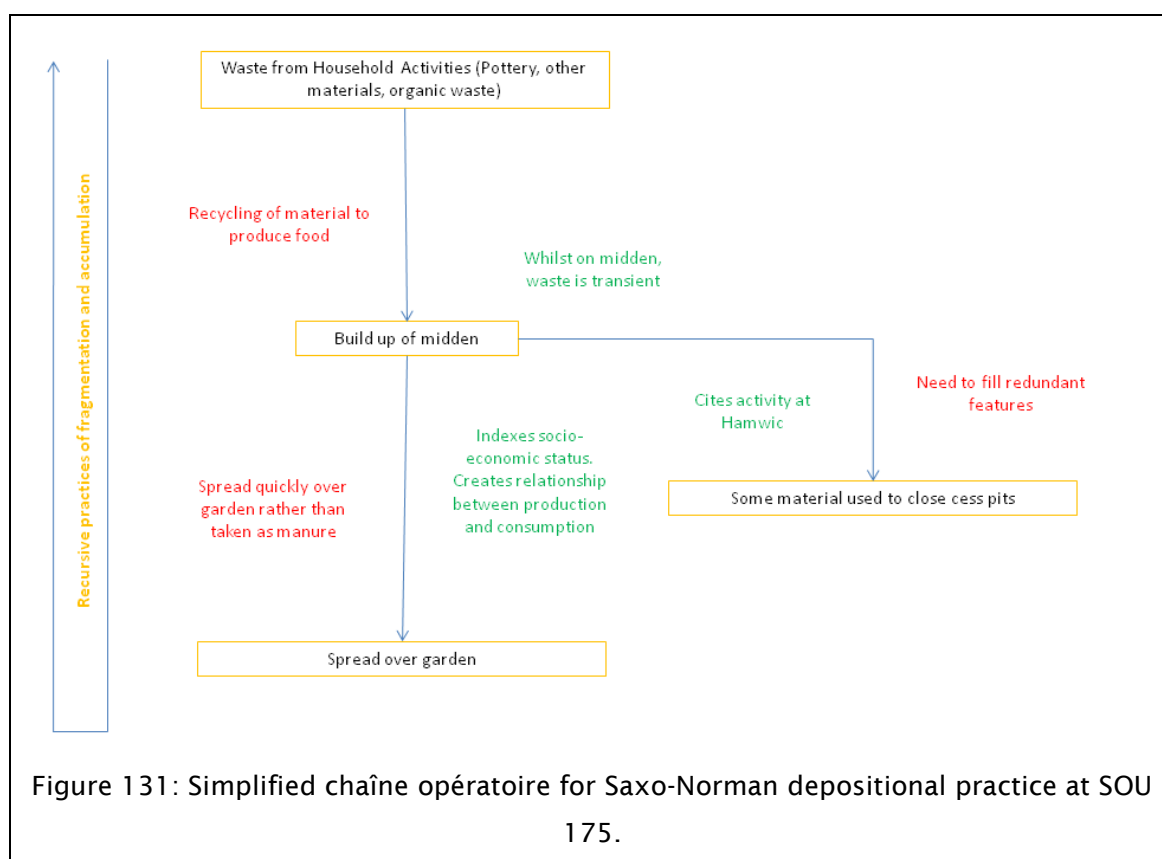 Waste from Household Activities (Pottery, other
materials, organic waste)
Recursive practices of fragmentation and accumulation
Recycling of material to
produce food
Whilst on midden,
waste is transient
Build up of midden
Need to fill redundant
features
Cites activity at
Hamwic
Indexes socio-
economic status.
Creates relationship
between production
and consumption
Spread quickly over
garden rather than
taken as manure
Some material used to close cess pits
Spread over garden
Figure 131: Simplified chaîne opératoire for Saxo-Norman depositional practice at SOU
175.